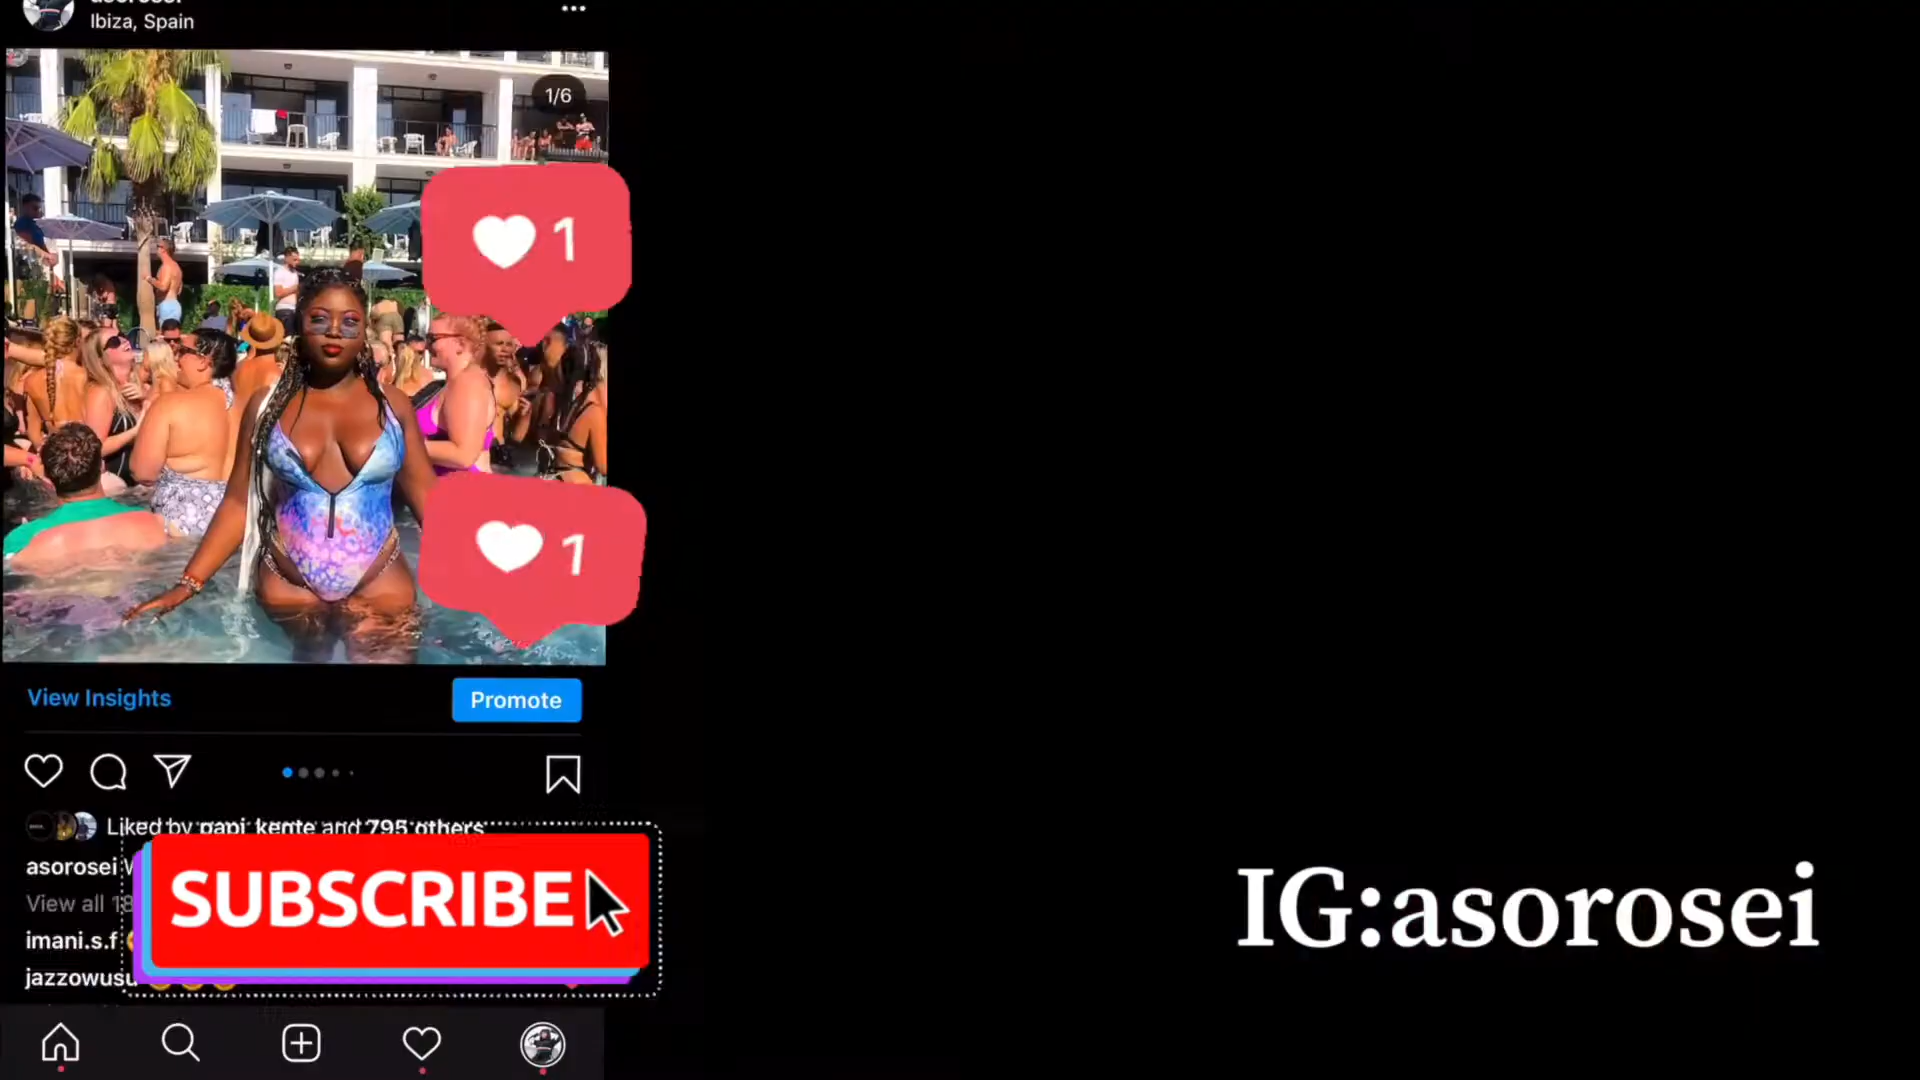 Ibiza, Spain
1/6
1
1
View Insights
Promote
Liked by papi_kente and 795 others
asorosei
View all 18
imani.s.f
jazzowusu
SUBSCRIBE
IG:asorosei